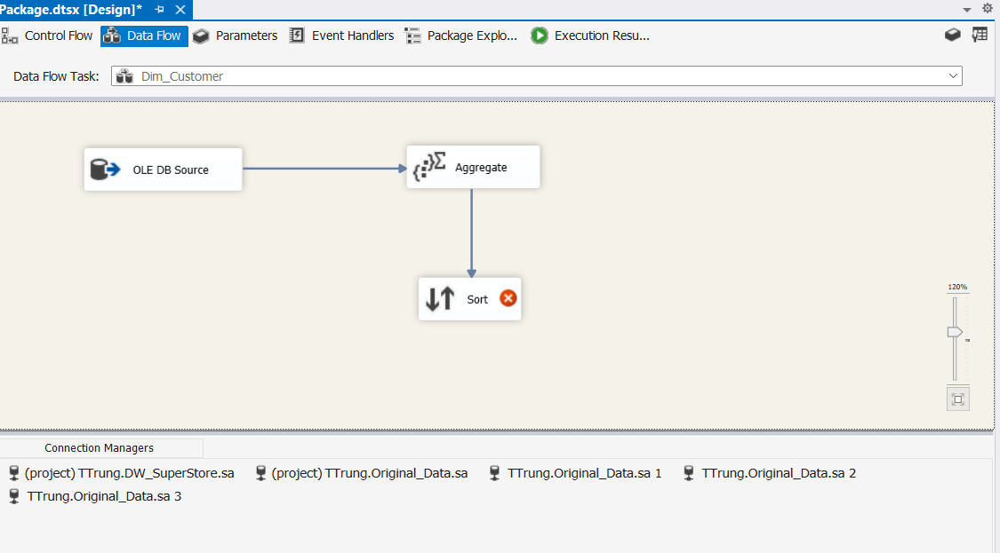 Package.dtsx [Design]*
Control Flow Data Flow Parameters Event Handlers Package Explo... Execution Resu...
Data Flow Task: Dim_Customer
OLE DB Source
Aggregate
Sort
120%
Connection Managers
(project) TTrung.DW_SuperStore.sa (project) TTrung.Original_Data.sa TTrung.Original_Data.sa 1 TTrung.Original_Data.sa 2
TTrung.Original_Data.sa 3